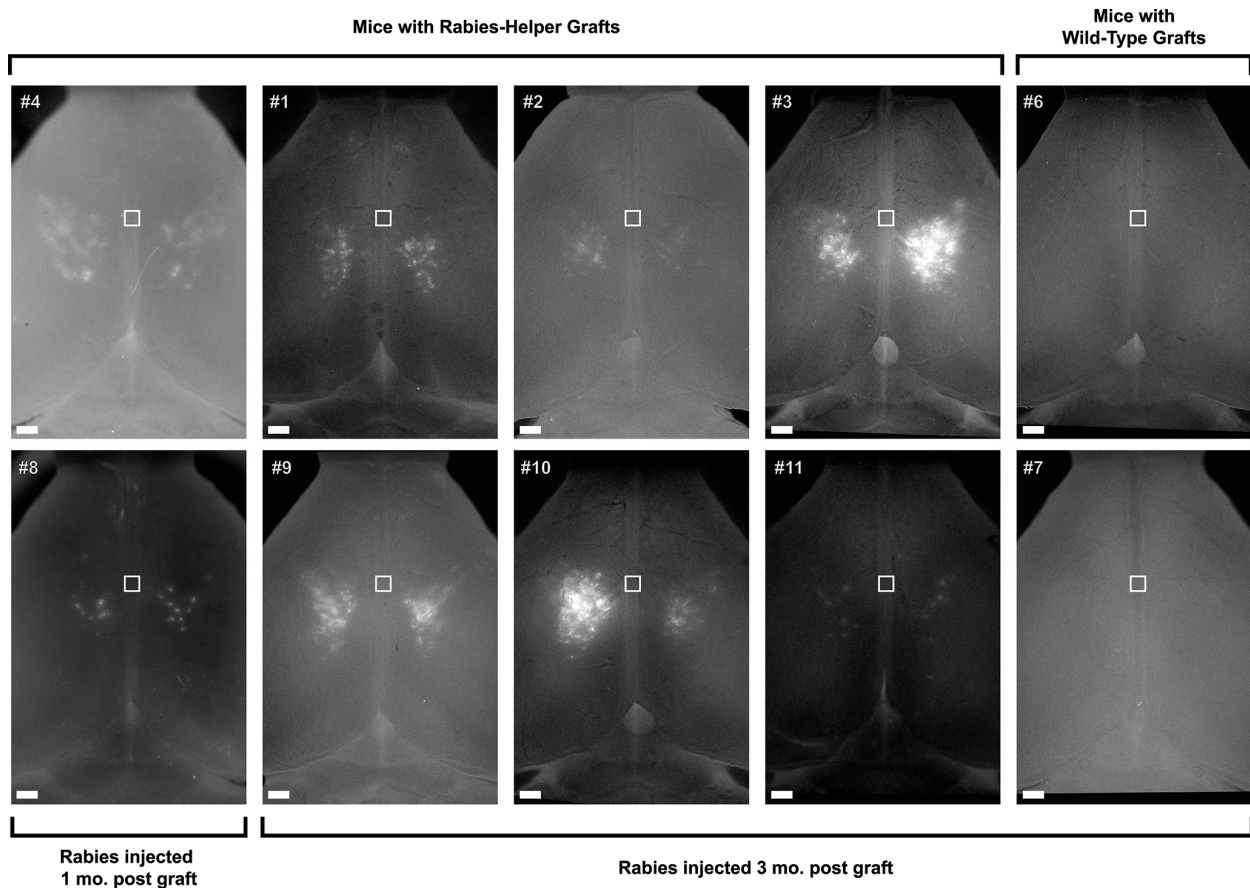 Mice with Rabies-Helper Grafts
Mice with
Wild-Type Grafts
#4
#1
#2
#3
#6
#8
#9
#10
#11
#7
Rabies injected
1 mo. post graft
Rabies injected 3 mo. post graft